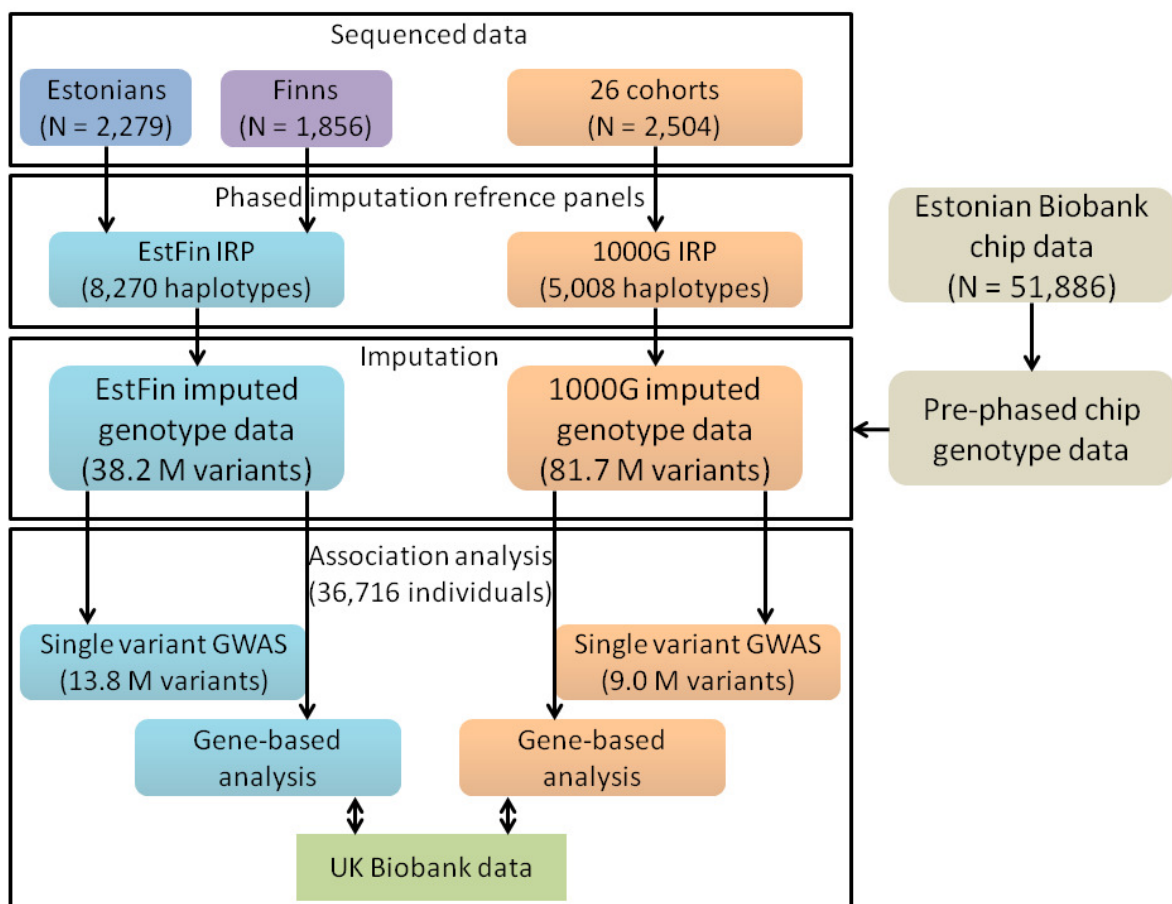 Sequenced data
Estonians
(N = 2,279)
Finns
(N = 1,856)
26 cohorts
(N = 2,504)
Phased imputation refrence panels
EstFin IRP
(8,270 haplotypes)
1000G IRP
(5,008 haplotypes)
Estonian Biobank
chip data
(N = 51,886)
Imputation
EstFin imputed
genotype data
(38.2 M variants)
1000G imputed
genotype data
(81.7 M variants)
Pre-phased chip
genotype data
Association analysis
(36,716 individuals)
Single variant GWAS
(13.8 M variants)
Single variant GWAS
(9.0 M variants)
Gene-based
analysis
Gene-based
analysis
UK Biobank data